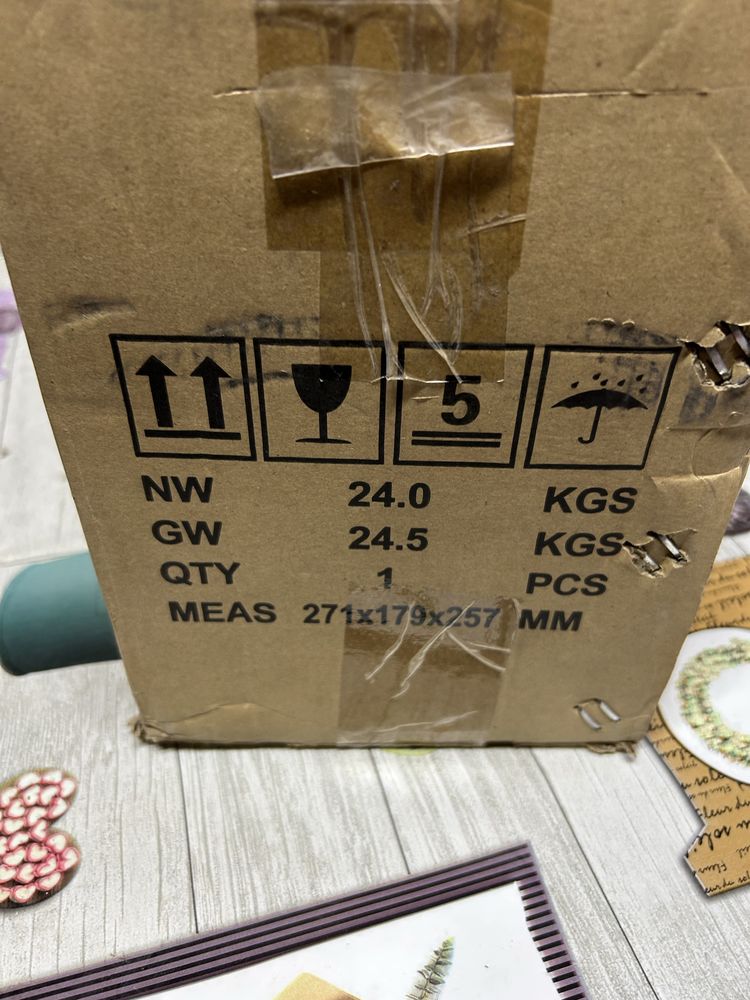 5
NW 24.0 KGS
GW 24.5 KGS
QTY 1 PCS
MEAS 271x179x257 MM